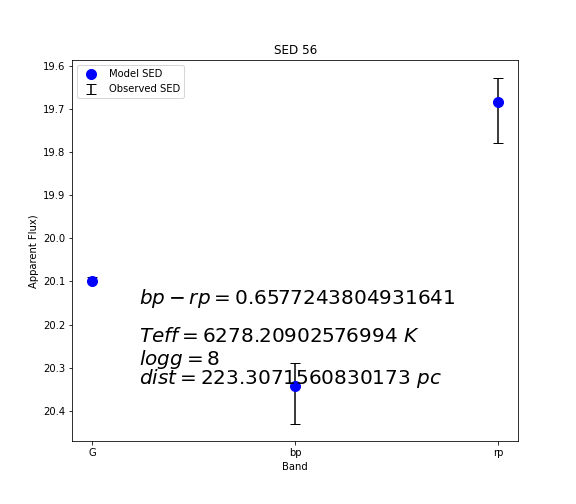 SED 56
Model SED
Observed SED
19.6
19.7
19.8
19.9
20.0
20.1
20.2
20.3
20.4
Apparent Flux)
bp − rp = 0.6577243804931641
Teff = 6278.20902576994 K
logg = 8
dist = 223.3071560830173 pc
G bp rp
Band